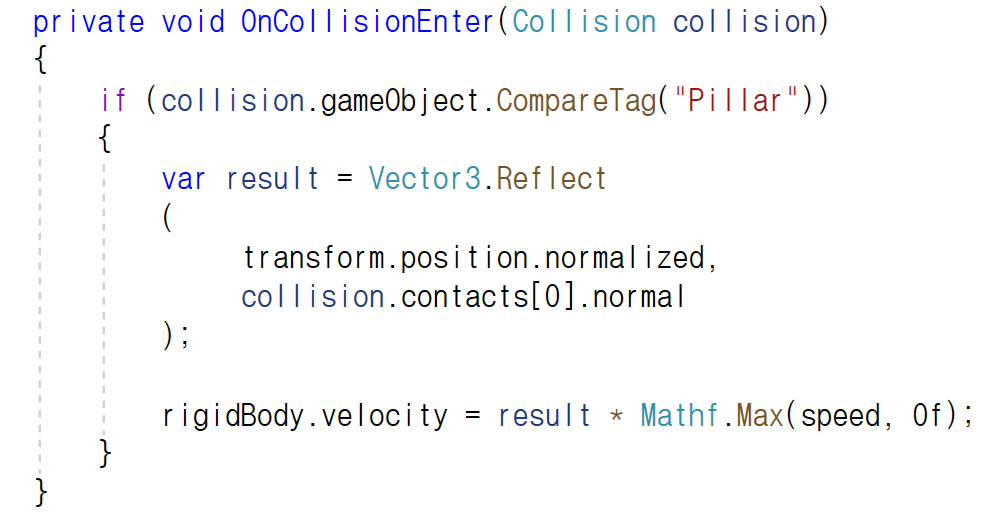 private void OnCollisionEnter(Collision collision)
{
    if (collision.gameObject.CompareTag("Pillar"))
    {
        var result = Vector3.Reflect
        (
             transform.position.normalized,
             collision.contacts[0].normal
        );

        rigidBody.velocity = result * Mathf.Max(speed, 0f);
    }
}